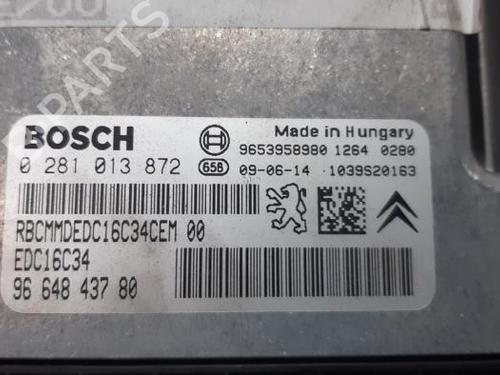 BOSCH
Made in Hungary
9653958980 1264 0280
0 281 013 872
658 09-06-14 1039S20163
RBCMMDEDC16C34CEM 00
EDC16C34
96 648 437 80
PARTS